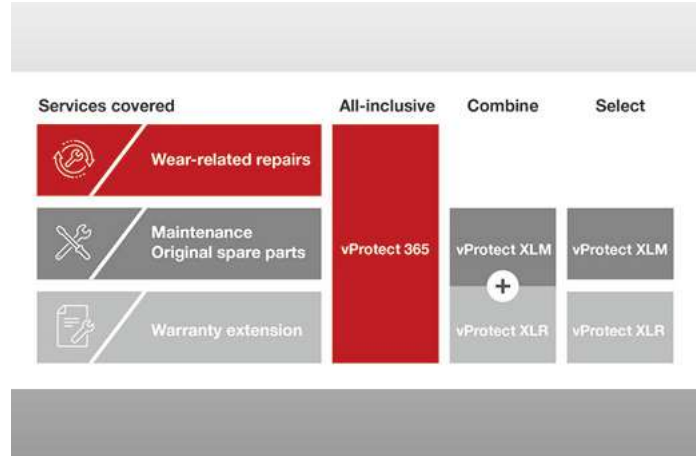 Services covered
All-inclusive
Combine
Select
Wear-related repairs
Maintenance
Original spare parts
vProtect 365
vProtect XLM
vProtect XLM
+
Warranty extension
vProtect XLR
vProtect XLR